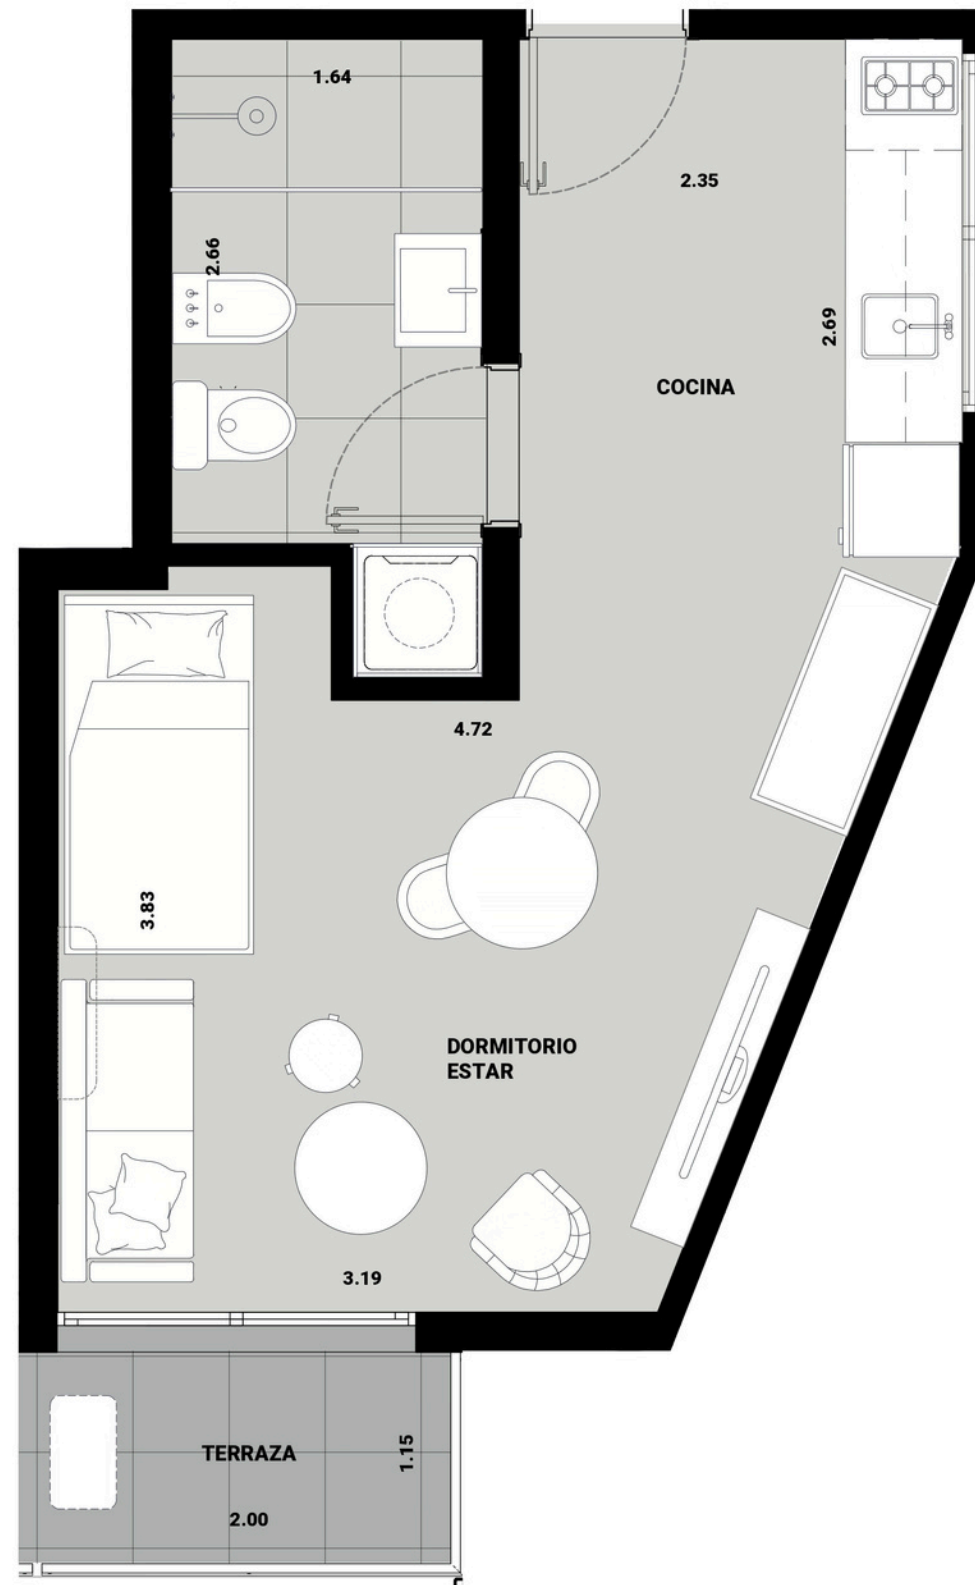 1.64
2.35
2.66
2.69
COCINA
4.72
3.83
DORMITORIO
ESTAR
3.19
TERRAZA
1.15
2.00